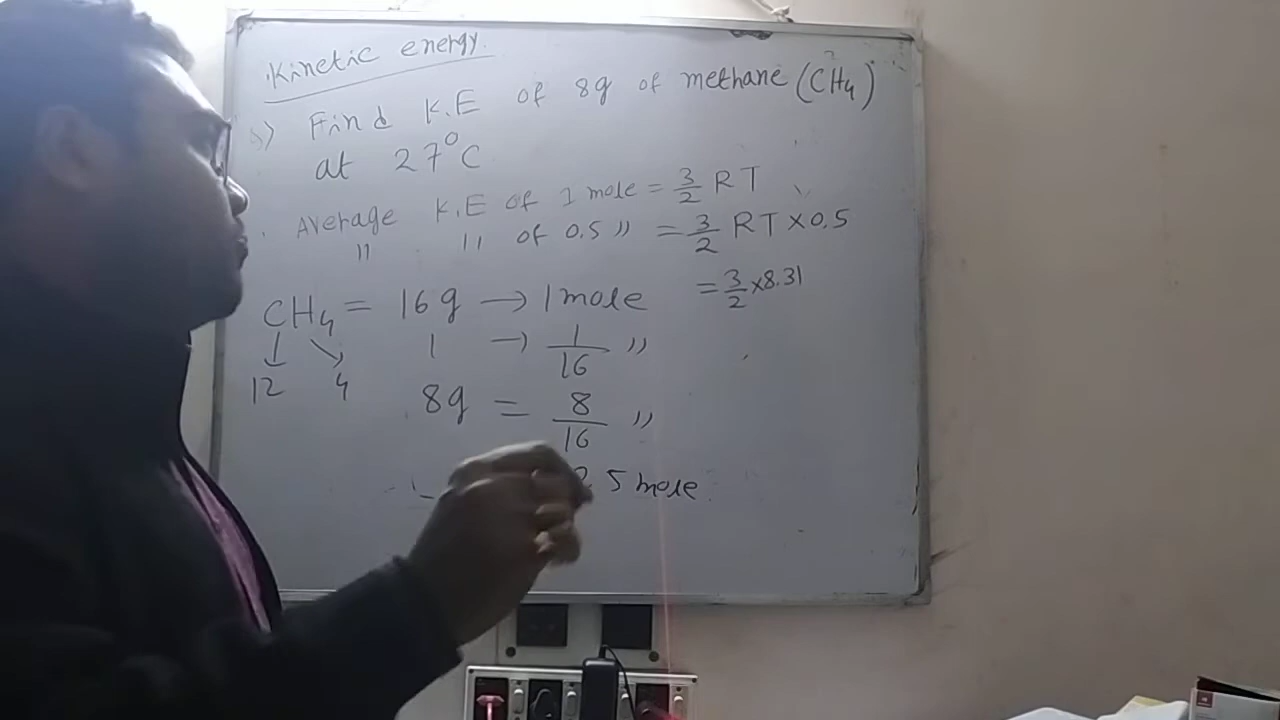 Kinetic energy.
Find K.E of 8g of methane (CH4)
at 27°C
Average K.E of 1 mole = 3/2 RT
" " of 0.5 " = 3/2 RT × 0.5
= 3/2 × 8.31
CH4 = 16g → 1 mole
12 4
1 → 1/16 "
8g = 8/16 "
5 mole.